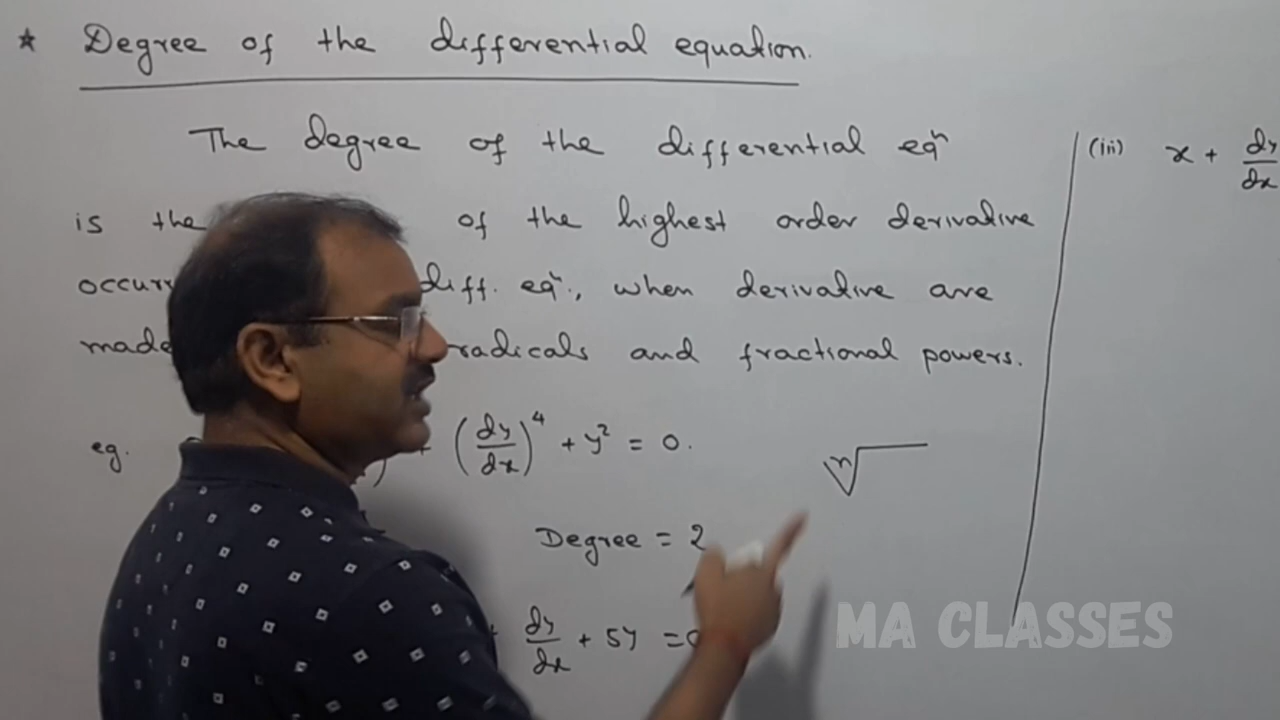 ★ Degree of the differential equation.
The degree of the differential eqⁿ
is the of the highest order derivative
diff. eqⁿ., when derivative are
made radicals and fractional powers.
eg. ) + (dy/dx)⁴ + y² = 0.
ⁿ√
Degree = 2
+ dy/dx + 5y = 0
(iii) x + dy/dx
MA CLASSES